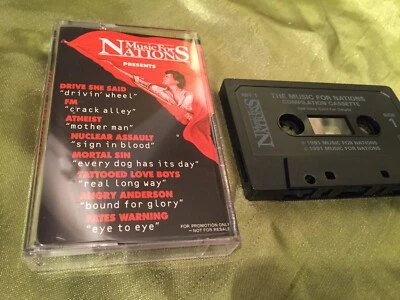 Music For
NATIONS
PRESENTS
DRIVE SHE SAID
"drivin' wheel"
FM
"crack alley"
ATHEIST
"mother man"
NUCLEAR ASSAULT
"sign in blood"
MORTAL SIN
"every dog has its day"
TATTOOED LOVE BOYS
"real long way"
ANGRY ANDERSON
"bound for glory"
FATES WARNING
"eye to eye"
FOR PROMOTION ONLY
—NOT FOR RESALE
THE MUSIC FOR NATIONS
COMPILATION CASSETTE
Music For
NATIONS
℗ 1990 MUSIC FOR NATIONS
© 1991 MUSIC FOR NATIONS